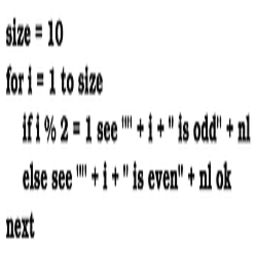 size = 10
for i = 1 to size
if i % 2 = 1 see "" + i + " is odd" + nl
else see "" + i + " is even" + nl ok
next